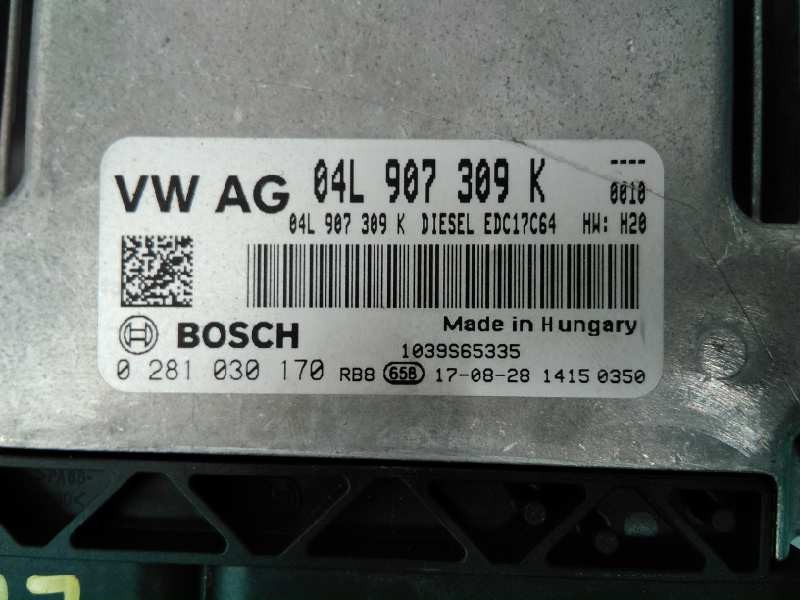 VW AG 04L 907 309 K ----
0010
04L 907 309 K DIESEL EDC17C64 HW: H20
BOSCH Made in Hungary
1039S65335
0 281 030 170 RB8 658 17-08-28 1415 0350
>PA66-